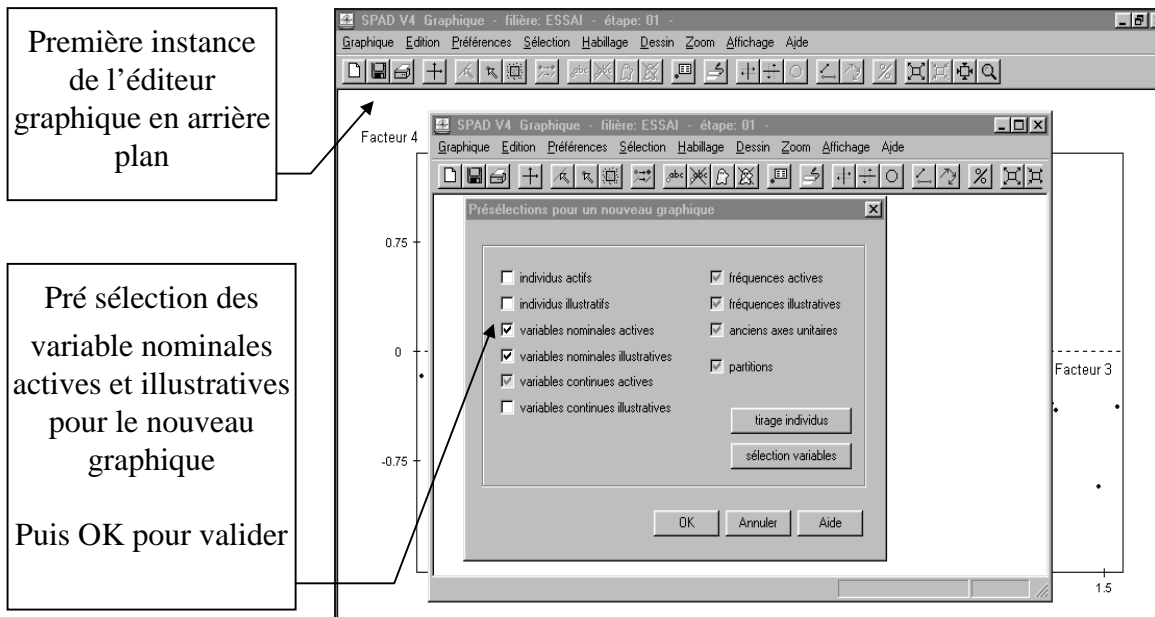 Première instance
de l’éditeur
graphique en arrière
plan
Pré sélection des
variable nominales
actives et illustratives
pour le nouveau
graphique
Puis OK pour valider
SPAD V4 Graphique - filière: ESSAI - étape: 01 -
Graphique Edition Préférences Sélection Habillage Dessin Zoom Affichage Aide
abc abc %
Facteur 4
0.75
0
-0.75
Facteur 3
1.5
SPAD V4 Graphique - filière: ESSAI - étape: 01 -
Graphique Edition Préférences Sélection Habillage Dessin Zoom Affichage Aide
abc abc %
Présélections pour un nouveau graphique
individus actifs
individus illustratifs
variables nominales actives
variables nominales illustratives
variables continues actives
variables continues illustratives
fréquences actives
fréquences illustratives
anciens axes unitaires
partitions
tirage individus
sélection variables
OK Annuler Aide